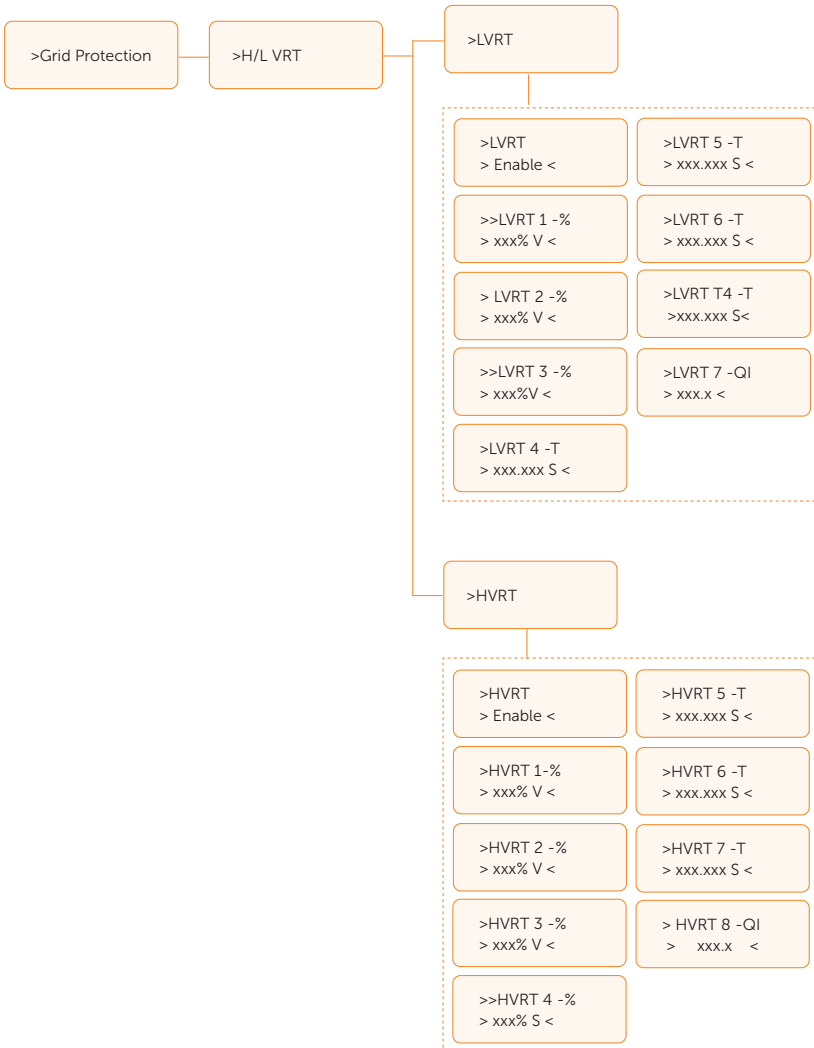 >Grid Protection
>H/L VRT
>LVRT
>LVRT
> Enable <
>>LVRT 1 -%
> xxx% V <
> LVRT 2 -%
> xxx% V <
>>LVRT 3 -%
> xxx%V <
>LVRT 4 -T
> xxx.xxx S <
>LVRT 5 -T
> xxx.xxx S <
>LVRT 6 -T
> xxx.xxx S <
>LVRT T4 -T
>xxx.xxx S<
>LVRT 7 -QI
> xxx.x <
>HVRT
>HVRT
> Enable <
>HVRT 1-%
> xxx% V <
>HVRT 2 -%
> xxx% V <
>HVRT 3 -%
> xxx% V <
>>HVRT 4 -%
> xxx% S <
>HVRT 5 -T
> xxx.xxx S <
>HVRT 6 -T
> xxx.xxx S <
>HVRT 7 -T
> xxx.xxx S <
> HVRT 8 -QI
> xxx.x <